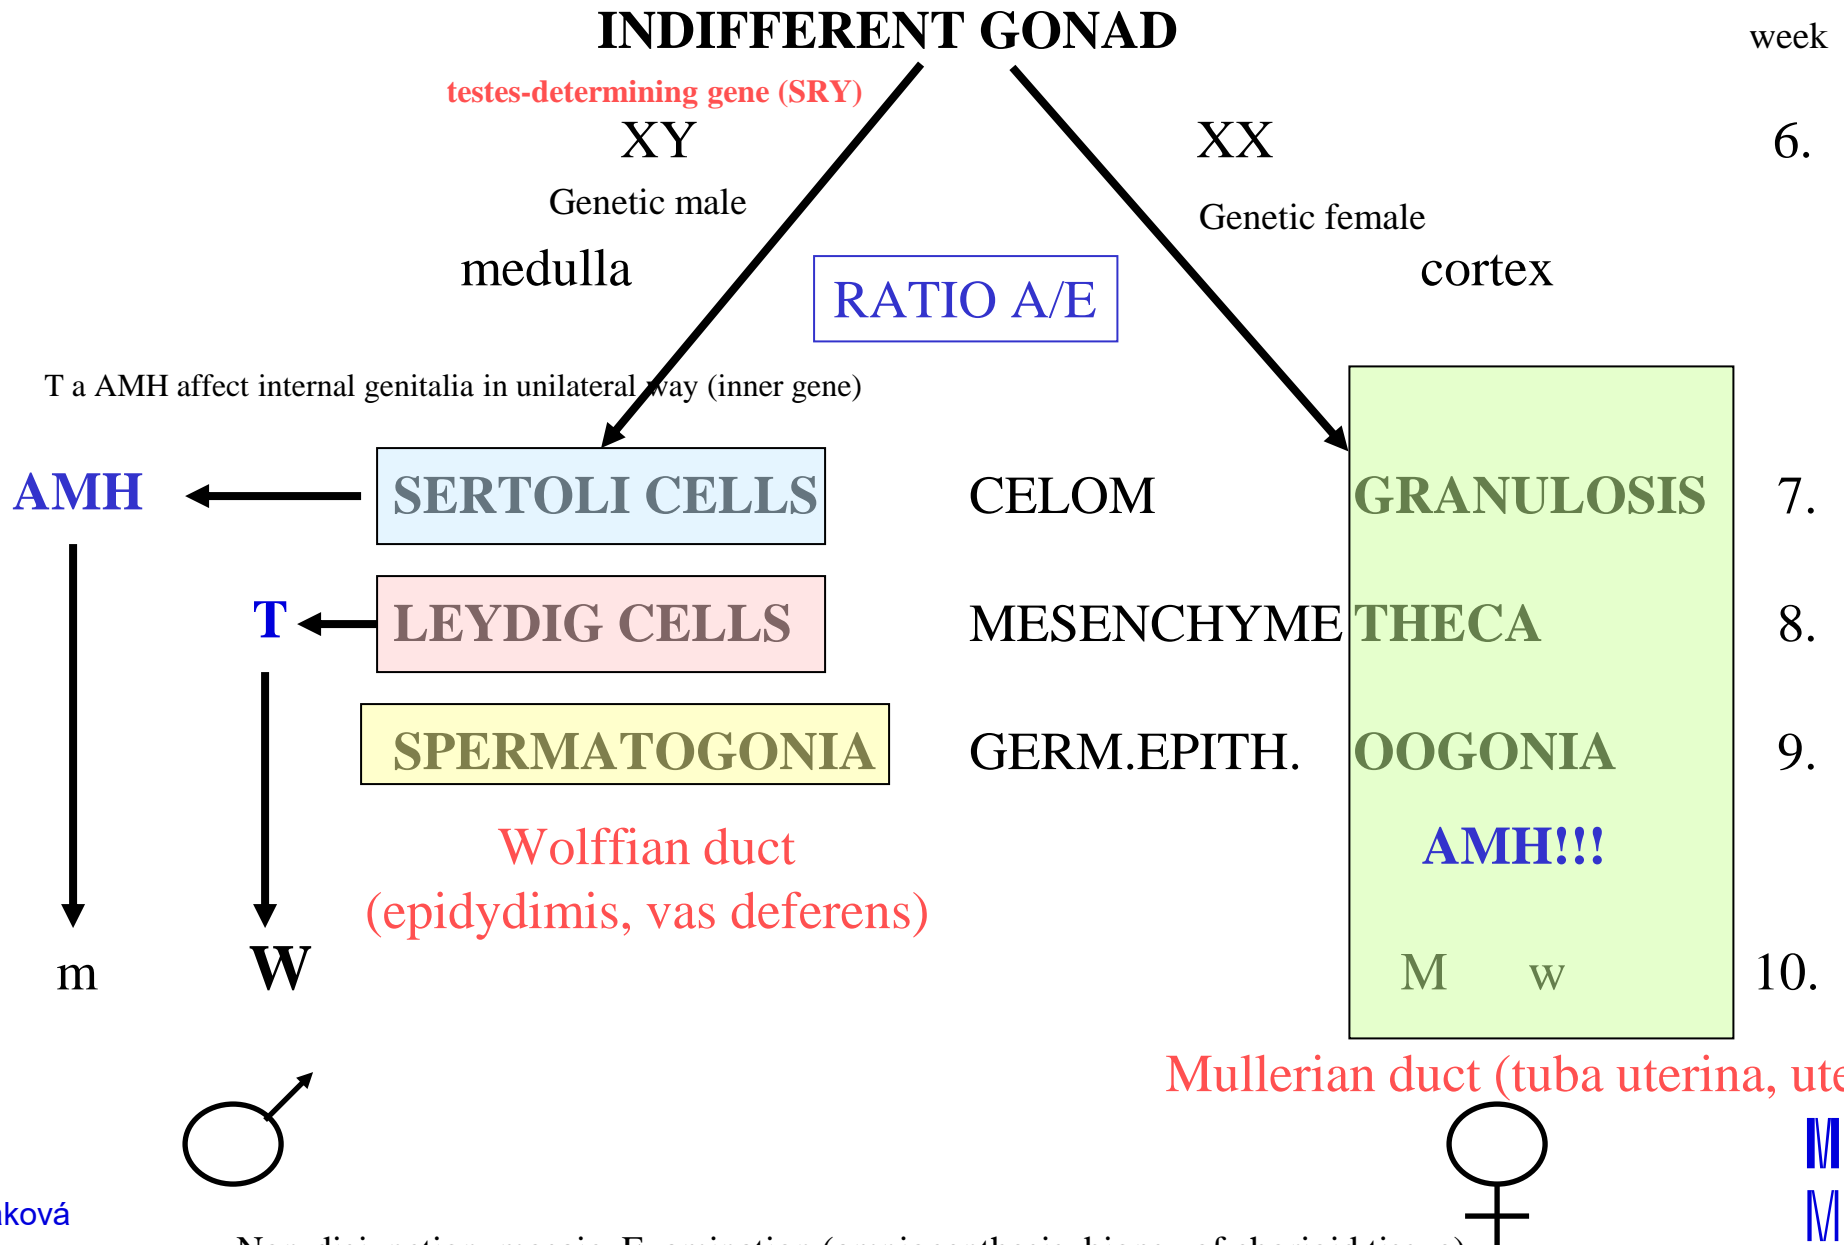 INDIFFERENT GONAD
week
testes-determining gene (SRY)
XY
XX
6.
Genetic male
Genetic female
medulla
cortex
RATIO A/E
T a AMH affect internal genitalia in unilateral way (inner gene)
AMH
SERTOLI CELLS
CELOM
GRANULOSIS
7.
T
LEYDIG CELLS
MESENCHYME
THECA
8.
SPERMATOGONIA
GERM.EPITH.
OOGONIA
9.
Wolffian duct
AMH!!!
(epidydimis, vas deferens)
m
W
M w
10.
Mullerian duct (tuba uterina, ute
M
aková
M